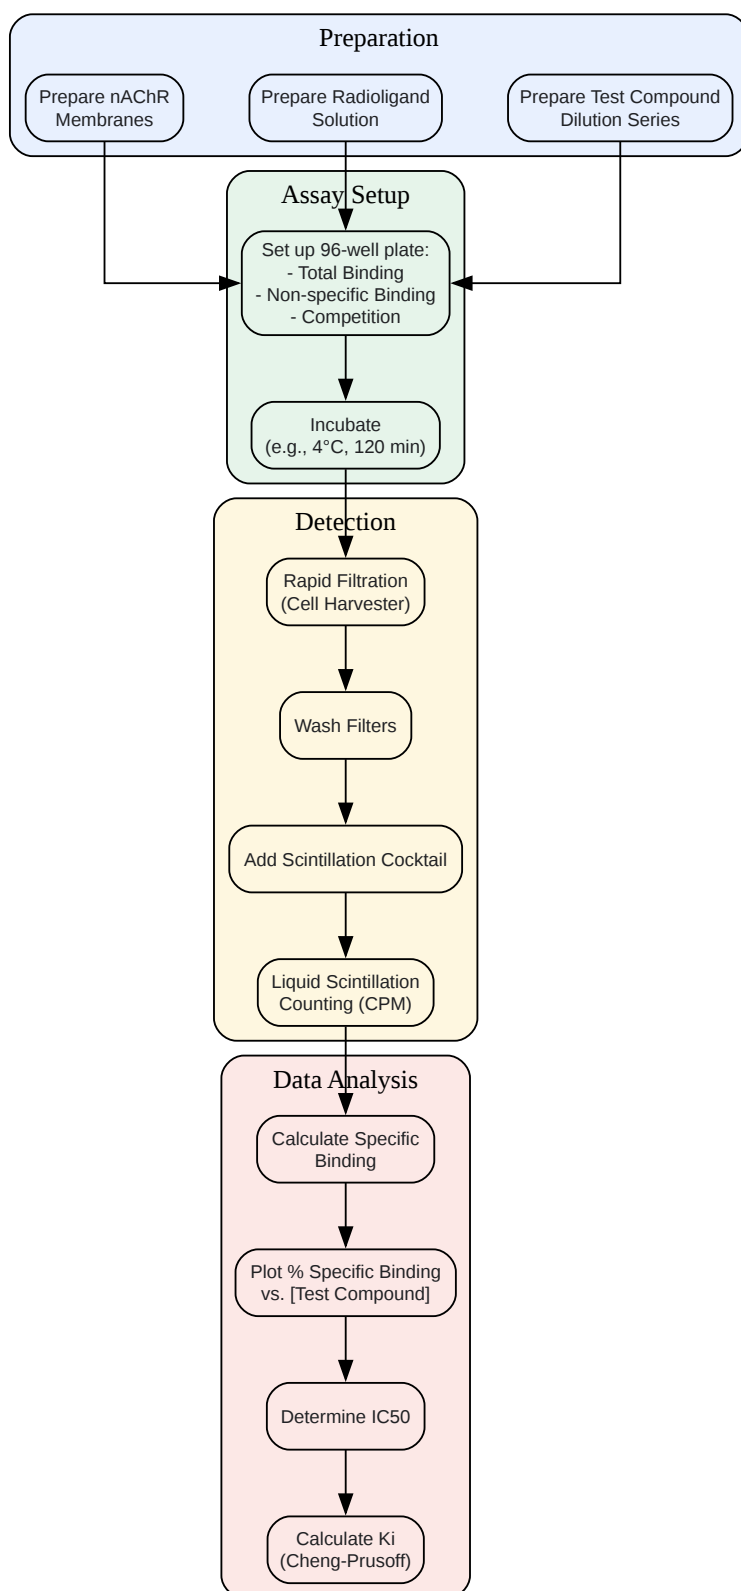 Preparation
Prepare nAChR
Membranes
Prepare Radioligand
Solution
Prepare Test Compound
Dilution Series
Assay Setup
Set up 96-well plate:
- Total Binding
- Non-specific Binding
- Competition
Incubate
(e.g., 4°C, 120 min)
Detection
Rapid Filtration
(Cell Harvester)
Wash Filters
Add Scintillation Cocktail
Liquid Scintillation
Counting (CPM)
Data Analysis
Calculate Specific
Binding
Plot % Specific Binding
vs. [Test Compound]
Determine IC50
Calculate Ki
(Cheng-Prusoff)